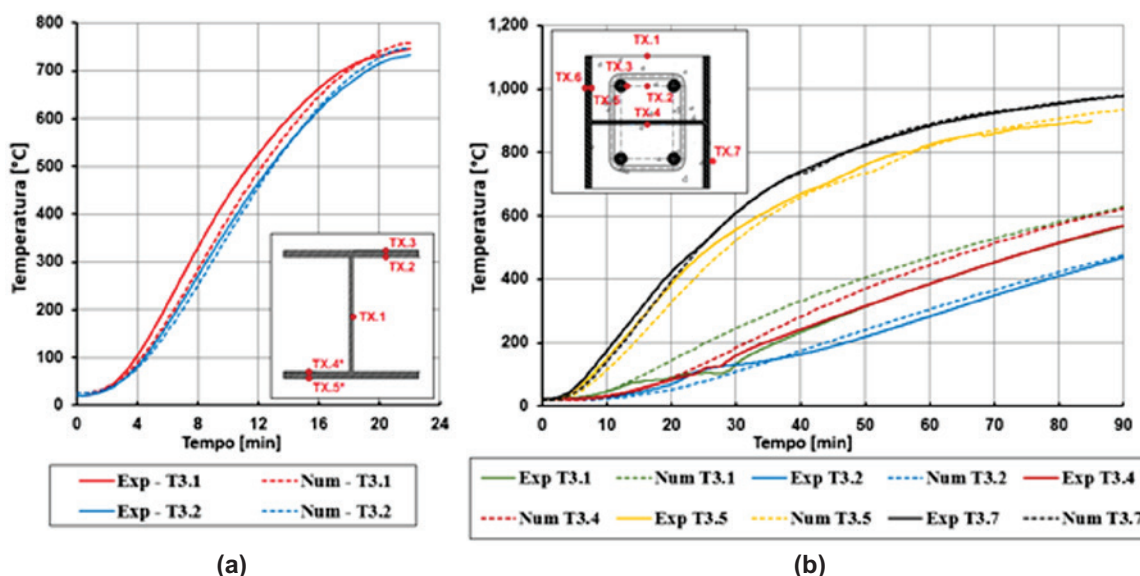 800
700
600
500
400
300
200
100
0
Temperatura [°C]
0 4 8 12 16 20 24
Tempo [min]
TX.3
TX.2
TX.1
TX.4*
TX.5*
Exp - T3.1 Num - T3.1
Exp - T3.2 Num - T3.2
(a)
1,200
1,000
800
600
400
200
0
Temperatura [°C]
0 10 20 30 40 50 60 70 80 90
Tempo [min]
TX.1
TX.3
TX.6
TX.5
TX.2
TX.4
TX.7
Exp T3.1 Num T3.1 Exp T3.2 Num T3.2 Exp T3.4
Num T3.4 Exp T3.5 Num T3.5 Exp T3.7 Num T3.7
(b)